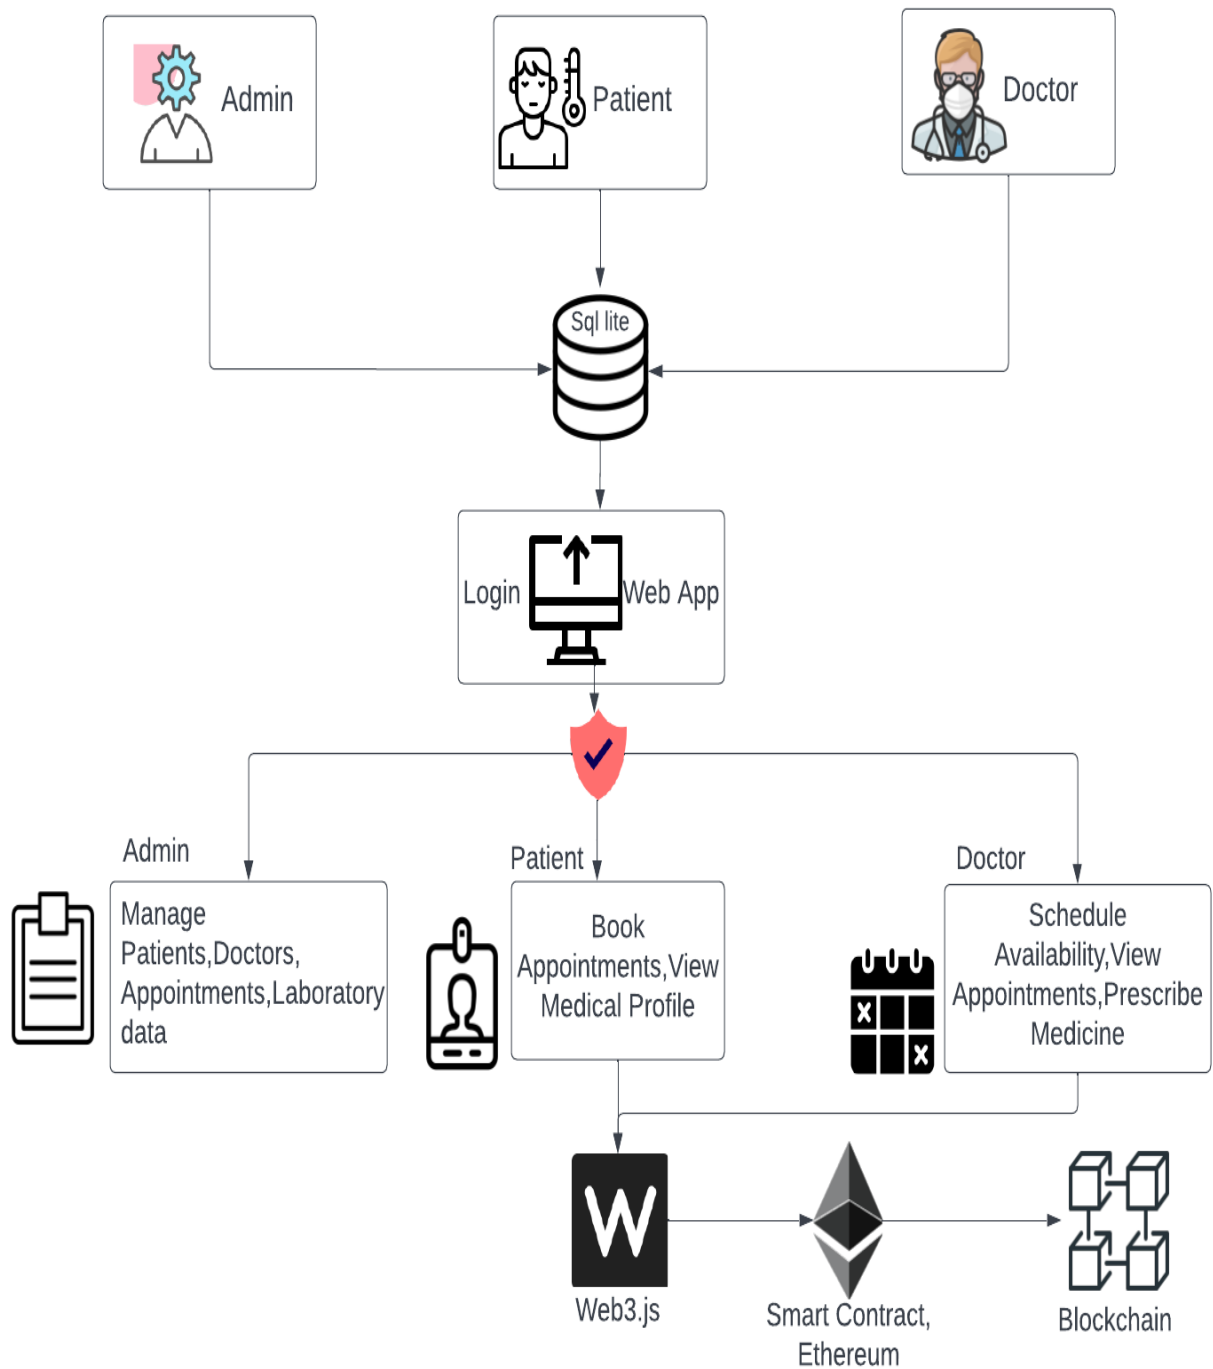 Admin
Patient
Doctor
Sql lite
Login
Web App
Admin
Patient
Doctor
Manage
Patients,Doctors,
Appointments,Laboratory
data
Book
Appointments,View
Medical Profile
Schedule
Availability,View
Appointments,Prescribe
Medicine
W
Web3.js
Smart Contract,
Ethereum
Blockchain